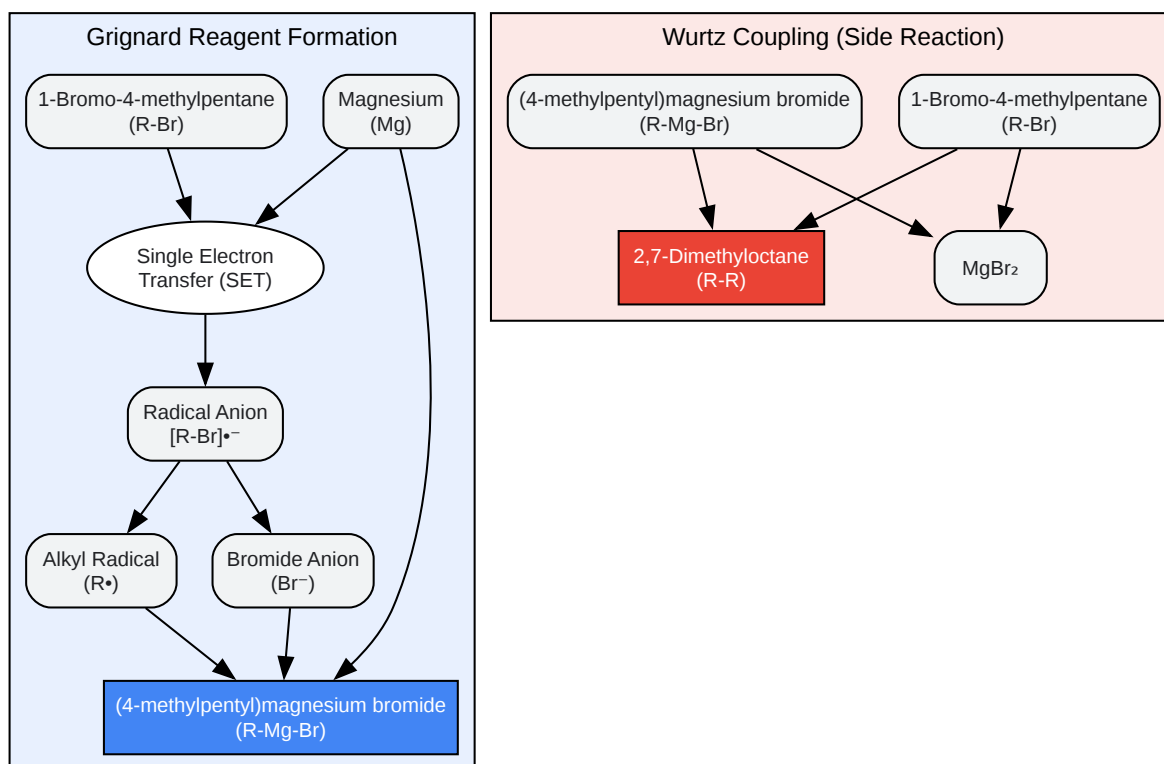 Grignard Reagent Formation
1-Bromo-4-methylpentane
(R-Br)
Magnesium
(Mg)
Single Electron
Transfer (SET)
Radical Anion
[R-Br]•⁻
Alkyl Radical
(R•)
Bromide Anion
(Br⁻)
(4-methylpentyl)magnesium bromide
(R-Mg-Br)
Wurtz Coupling (Side Reaction)
(4-methylpentyl)magnesium bromide
(R-Mg-Br)
1-Bromo-4-methylpentane
(R-Br)
2,7-Dimethyloctane
(R-R)
MgBr₂